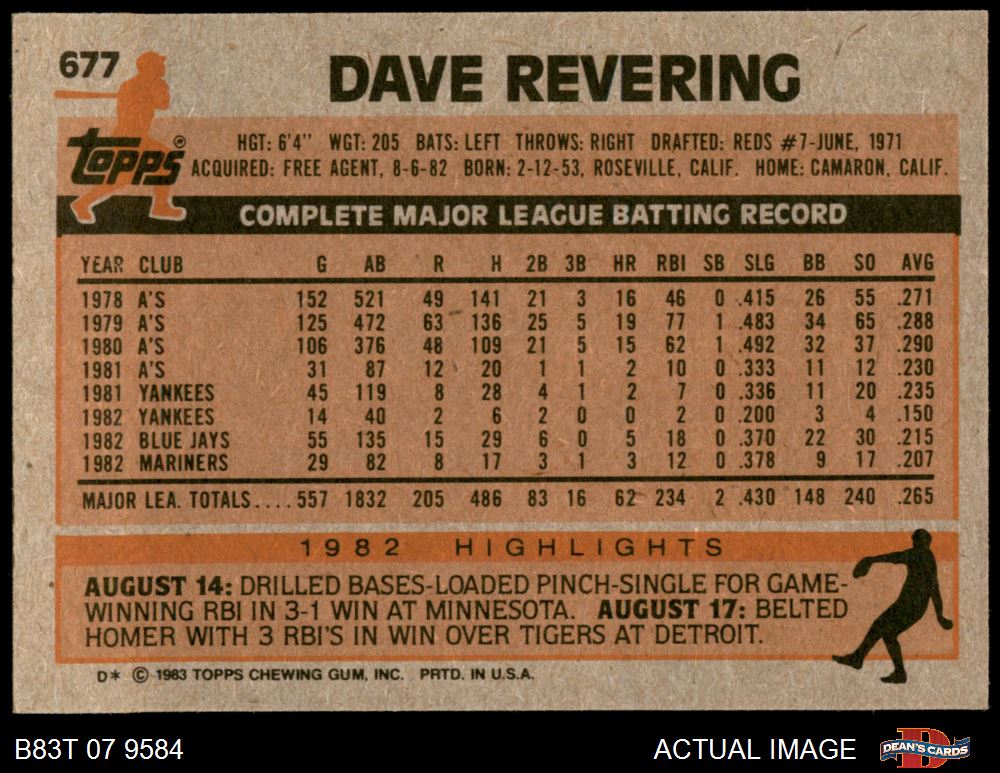 677
DAVE REVERING
topps®
HGT: 6'4" WGT: 205 BATS: LEFT THROWS: RIGHT DRAFTED: REDS #7-JUNE, 1971
ACQUIRED: FREE AGENT, 8-6-82 BORN: 2-12-53, ROSEVILLE, CALIF. HOME: CAMARON, CALIF.
COMPLETE MAJOR LEAGUE BATTING RECORD
YEAR CLUB G AB R H 2B 3B HR RBI SB SLG BB SO AVG
1978 A'S 152 521 49 141 21 3 16 46 0 .415 26 55 .271
1979 A'S 125 472 63 136 25 5 19 77 1 .483 34 65 .288
1980 A'S 106 376 48 109 21 5 15 62 1 .492 32 37 .290
1981 A'S 31 87 12 20 1 1 2 10 0 .333 11 12 .230
1981 YANKEES 45 119 8 28 4 1 2 7 0 .336 11 20 .235
1982 YANKEES 14 40 2 6 2 0 0 2 0 .200 3 4 .150
1982 BLUE JAYS 55 135 15 29 6 0 5 18 0 .370 22 30 .215
1982 MARINERS 29 82 8 17 3 1 3 12 0 .378 9 17 .207
MAJOR LEA. TOTALS.... 557 1832 205 486 83 16 62 234 2 .430 148 240 .265
1982 HIGHLIGHTS
AUGUST 14: DRILLED BASES-LOADED PINCH-SINGLE FOR GAME-
WINNING RBI IN 3-1 WIN AT MINNESOTA. AUGUST 17: BELTED
HOMER WITH 3 RBI'S IN WIN OVER TIGERS AT DETROIT.
D* © 1983 TOPPS CHEWING GUM, INC. PRTD. IN U.S.A.
B83T 07 9584
ACTUAL IMAGE
DEAN'S CARDS